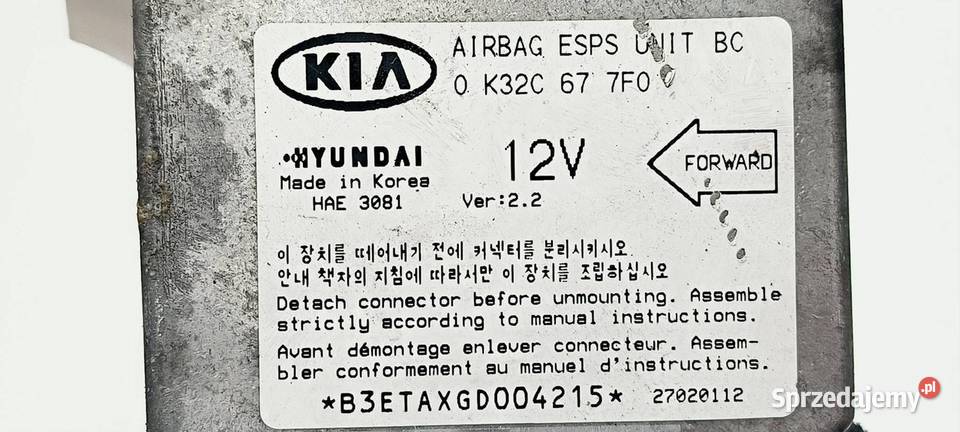 KIA
AIRBAG ESPS UNIT BC
0 K32C 67 7F0
HYUNDAI
Made in Korea
HAE 3081
12V
Ver:2.2
FORWARD
이 장치를 떼어내기 전에 커넥터를 분리시키시오
안내 책자의 지침에 따라서만 이 장치를 조립하십시오
Detach connector before unmounting. Assemble
strictly according to manual instructions.
Avant démontage enlever connecteur. Assem-
bler conformement au manuel d'instructions.
*B3ETAXGD004215*
27020112
Sprzedajemy.pl